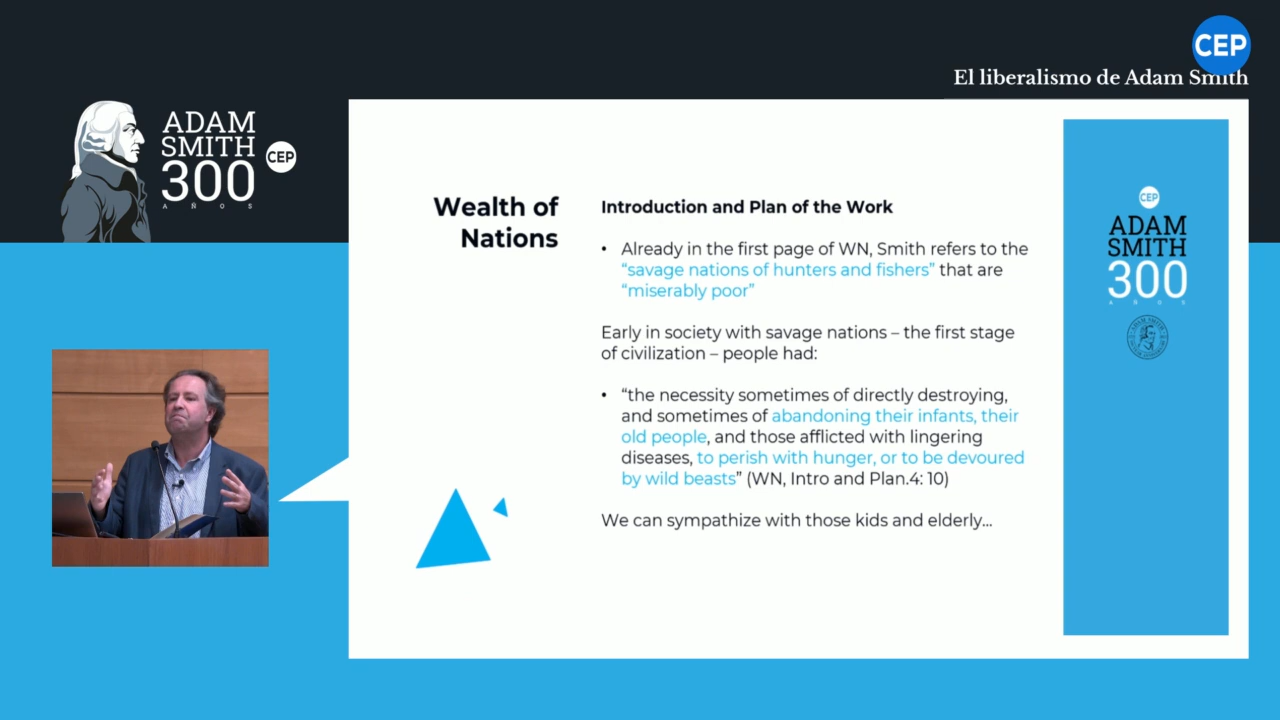 CEP
El liberalismo de Adam Smith
ADAM
SMITH
300
AÑOS
CEP
Wealth of
Nations
Introduction and Plan of the Work
• Already in the first page of WN, Smith refers to the
“savage nations of hunters and fishers” that are
“miserably poor”
Early in society with savage nations – the first stage
of civilization – people had:
• “the necessity sometimes of directly destroying,
and sometimes of abandoning their infants, their
old people, and those afflicted with lingering
diseases, to perish with hunger, or to be devoured
by wild beasts” (WN, Intro and Plan.4: 10)
We can sympathize with those kids and elderly...
CEP
ADAM
SMITH
300
AÑOS